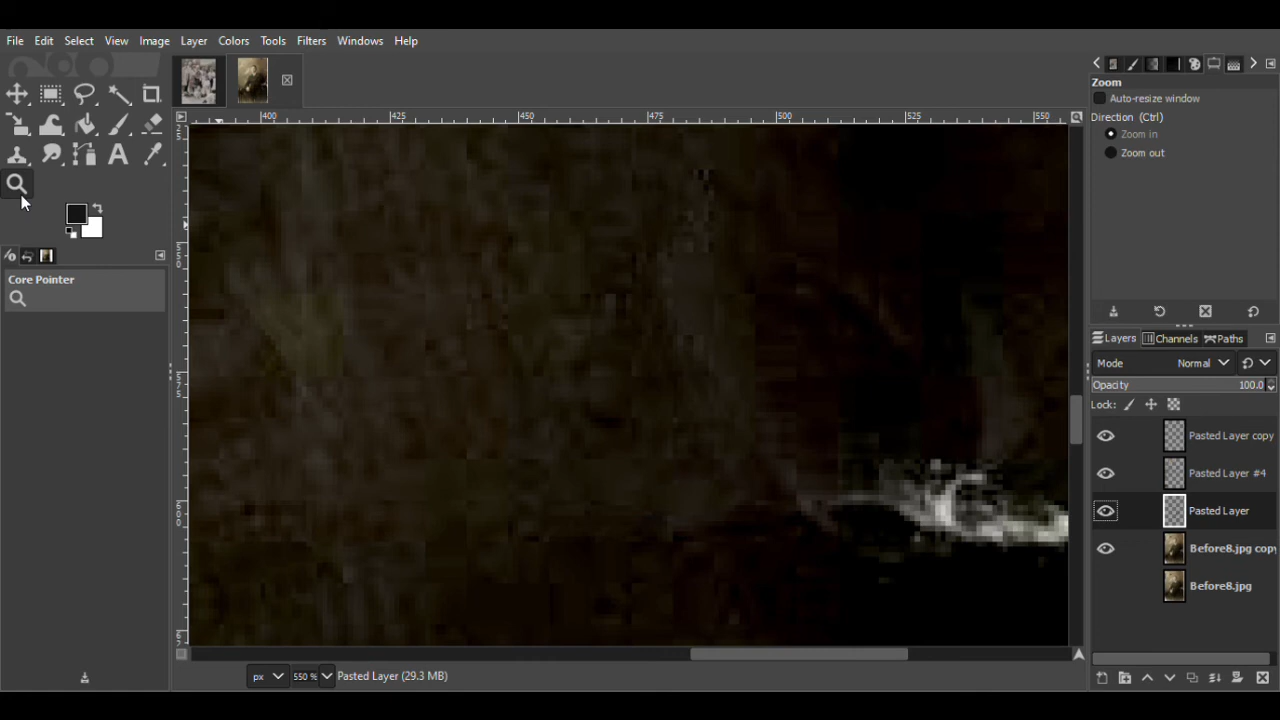 File Edit Select View Image Layer Colors Tools Filters Windows Help
Zoom
Auto-resize window
Direction (Ctrl)
Zoom in
Zoom out
400 425 450 475 500 525 550
Core Pointer
Layers Channels Paths
Mode Normal
Opacity 100.0
Lock:
Pasted Layer copy
Pasted Layer #4
Pasted Layer
Before8.jpg copy
Before8.jpg
px 550 % Pasted Layer (29.3 MB)